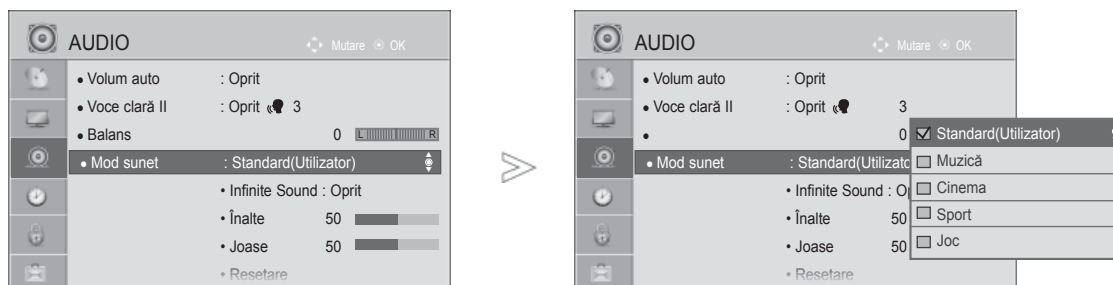 AUDIO
Mutare OK
• Volum auto : Oprit
• Voce clară II : Oprit 3
• Balans 0 L R
• Mod sunet : Standard(Utilizator)
• Infinite Sound : Oprit
• Înalte 50
• Joase 50
• Resetare
AUDIO
Mutare OK
• Volum auto : Oprit
• Voce clară II : Oprit 3
• 0
• Mod sunet : Standard(Utilizato
• Infinite Sound : Op
• Înalte 50
• Joase 50
• Resetare
Standard(Utilizator)
Muzică
Cinema
Sport
Joc